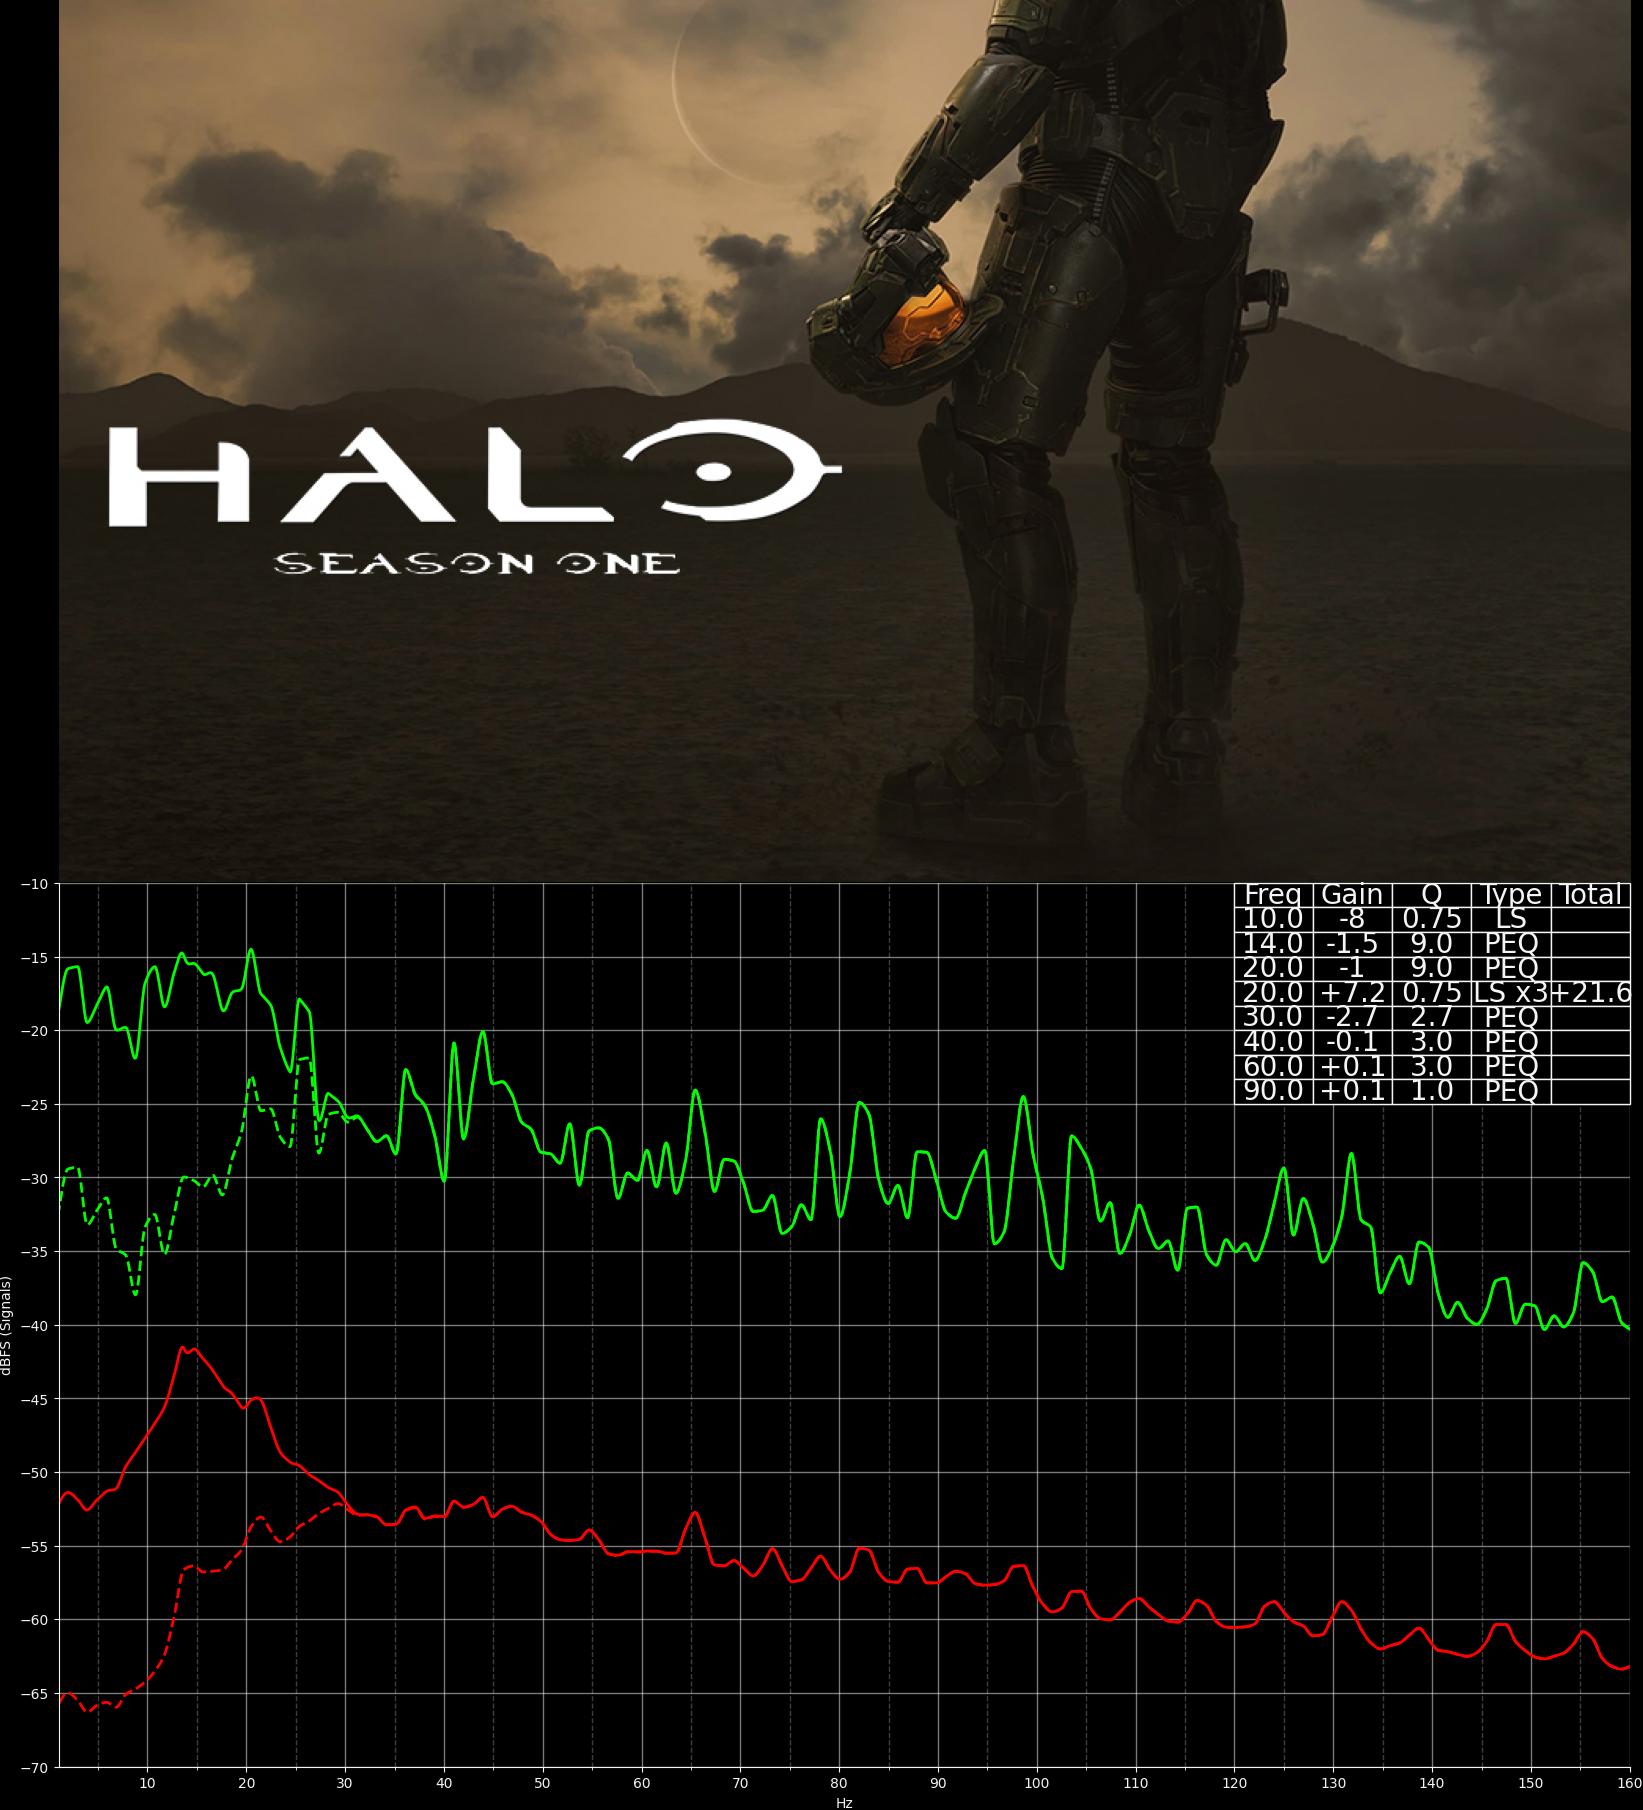 HALO
SEASON ONE
Freq Gain Q Type Total
10.0 -8 0.75 LS
14.0 -1.5 9.0 PEQ
20.0 -1 9.0 PEQ
20.0 +7.2 0.75 LS x3 +21.6
30.0 -2.7 2.7 PEQ
40.0 -0.1 3.0 PEQ
60.0 +0.1 3.0 PEQ
90.0 +0.1 1.0 PEQ
−10
−15
−20
−25
−30
−35
−40
−45
−50
−55
−60
−65
−70
dBFS (Signals)
10 20 30 40 50 60 70 80 90 100 110 120 130 140 150 160
Hz